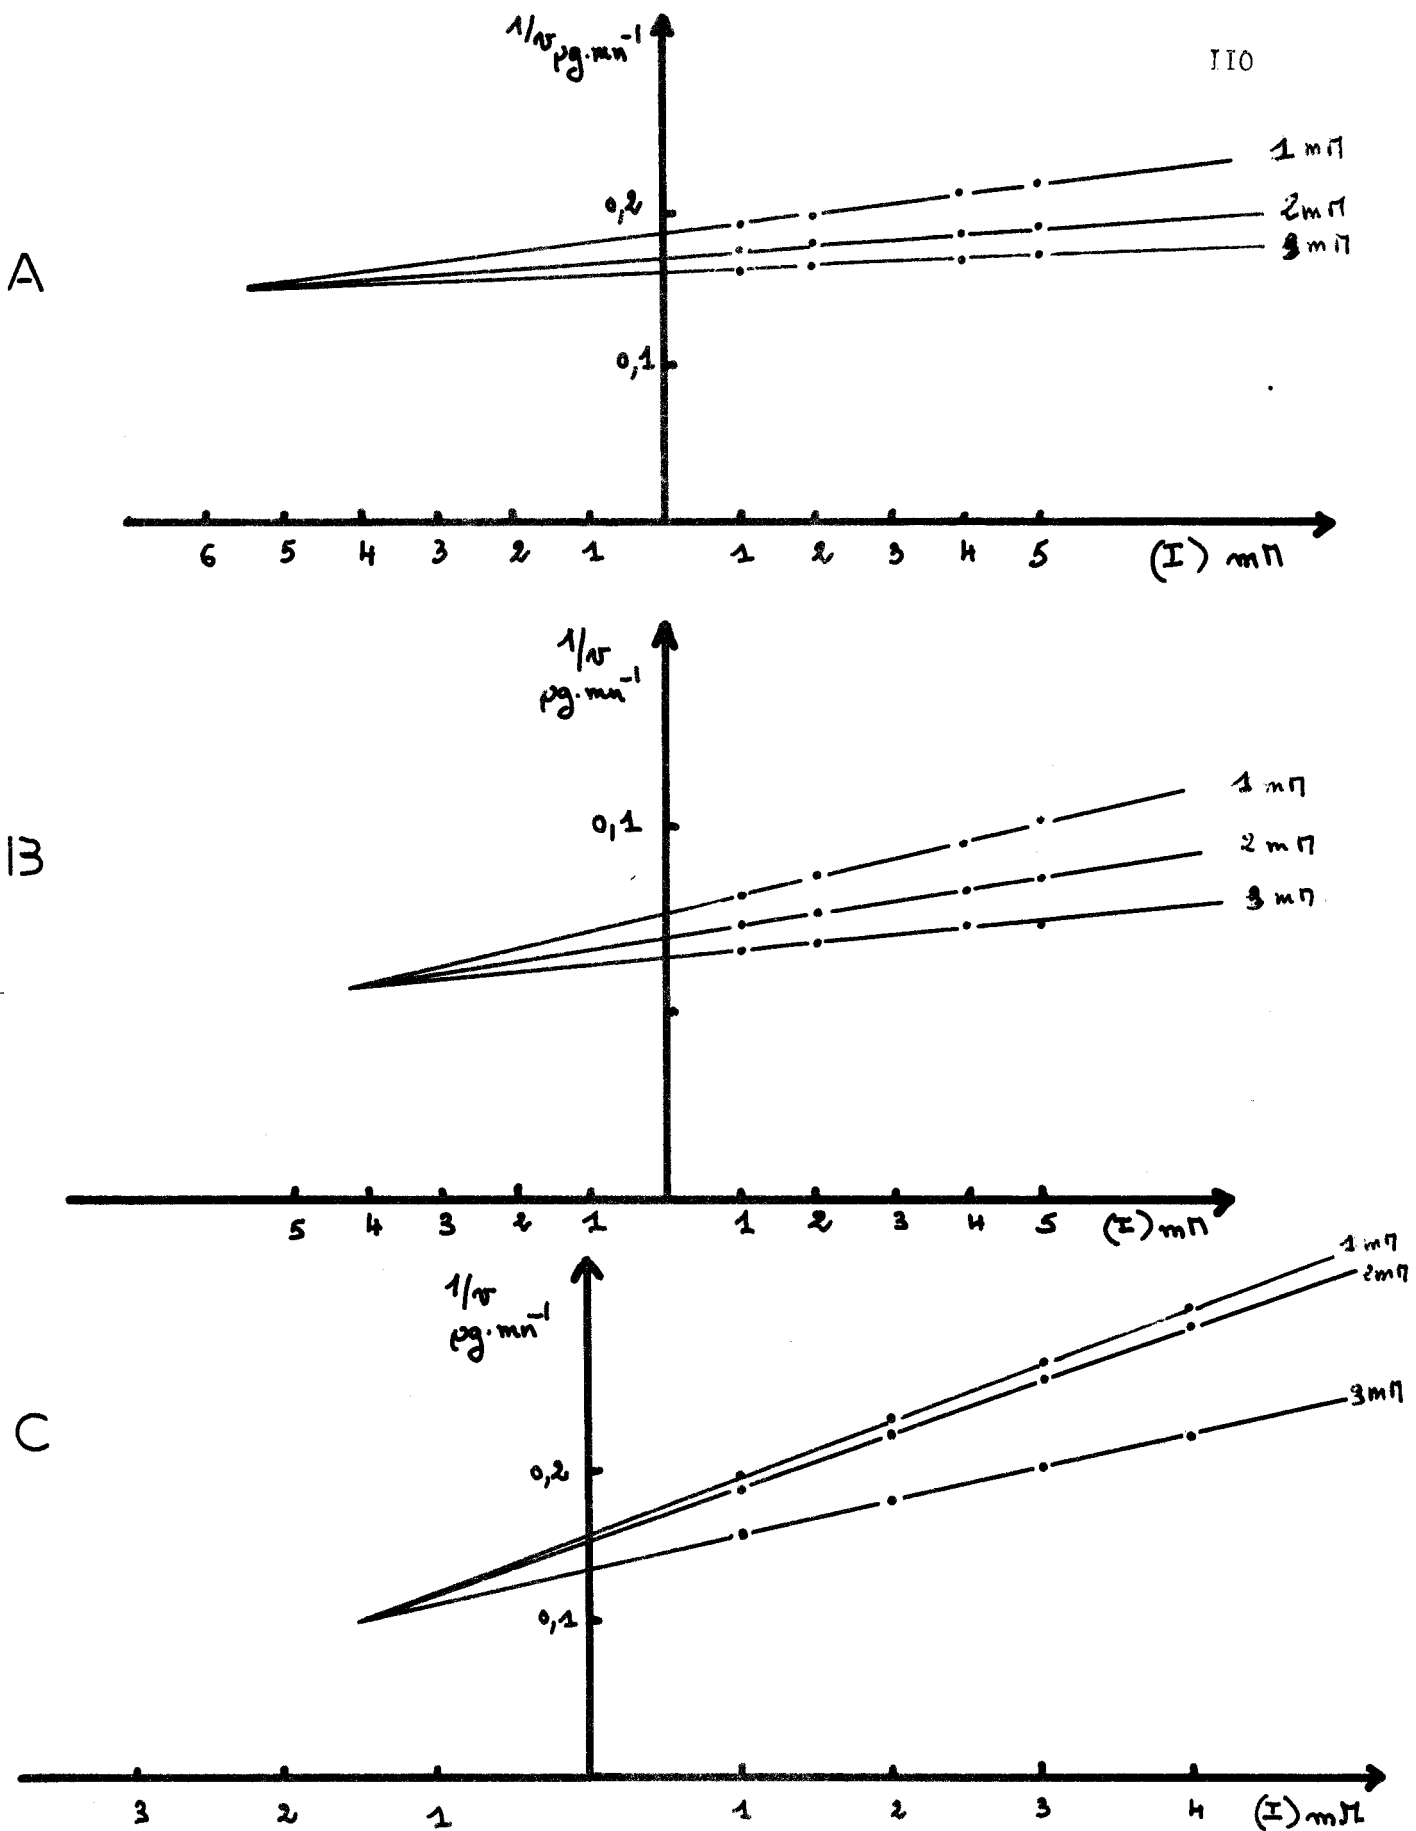 IIO
A
1/v µg.mn⁻¹
1 mM
0,2
2 mM
3 mM
0,1
6 5 4 3 2 1 1 2 3 4 5 (I) mM
B
1/v
µg.mn⁻¹
1 mM
0,1
2 mM
3 mM
5 4 3 2 1 1 2 3 4 5 (I) mM
C
1/v
µg.mn⁻¹
1 mM
2 mM
3 mM
0,2
0,1
3 2 1 1 2 3 4 (I) mM